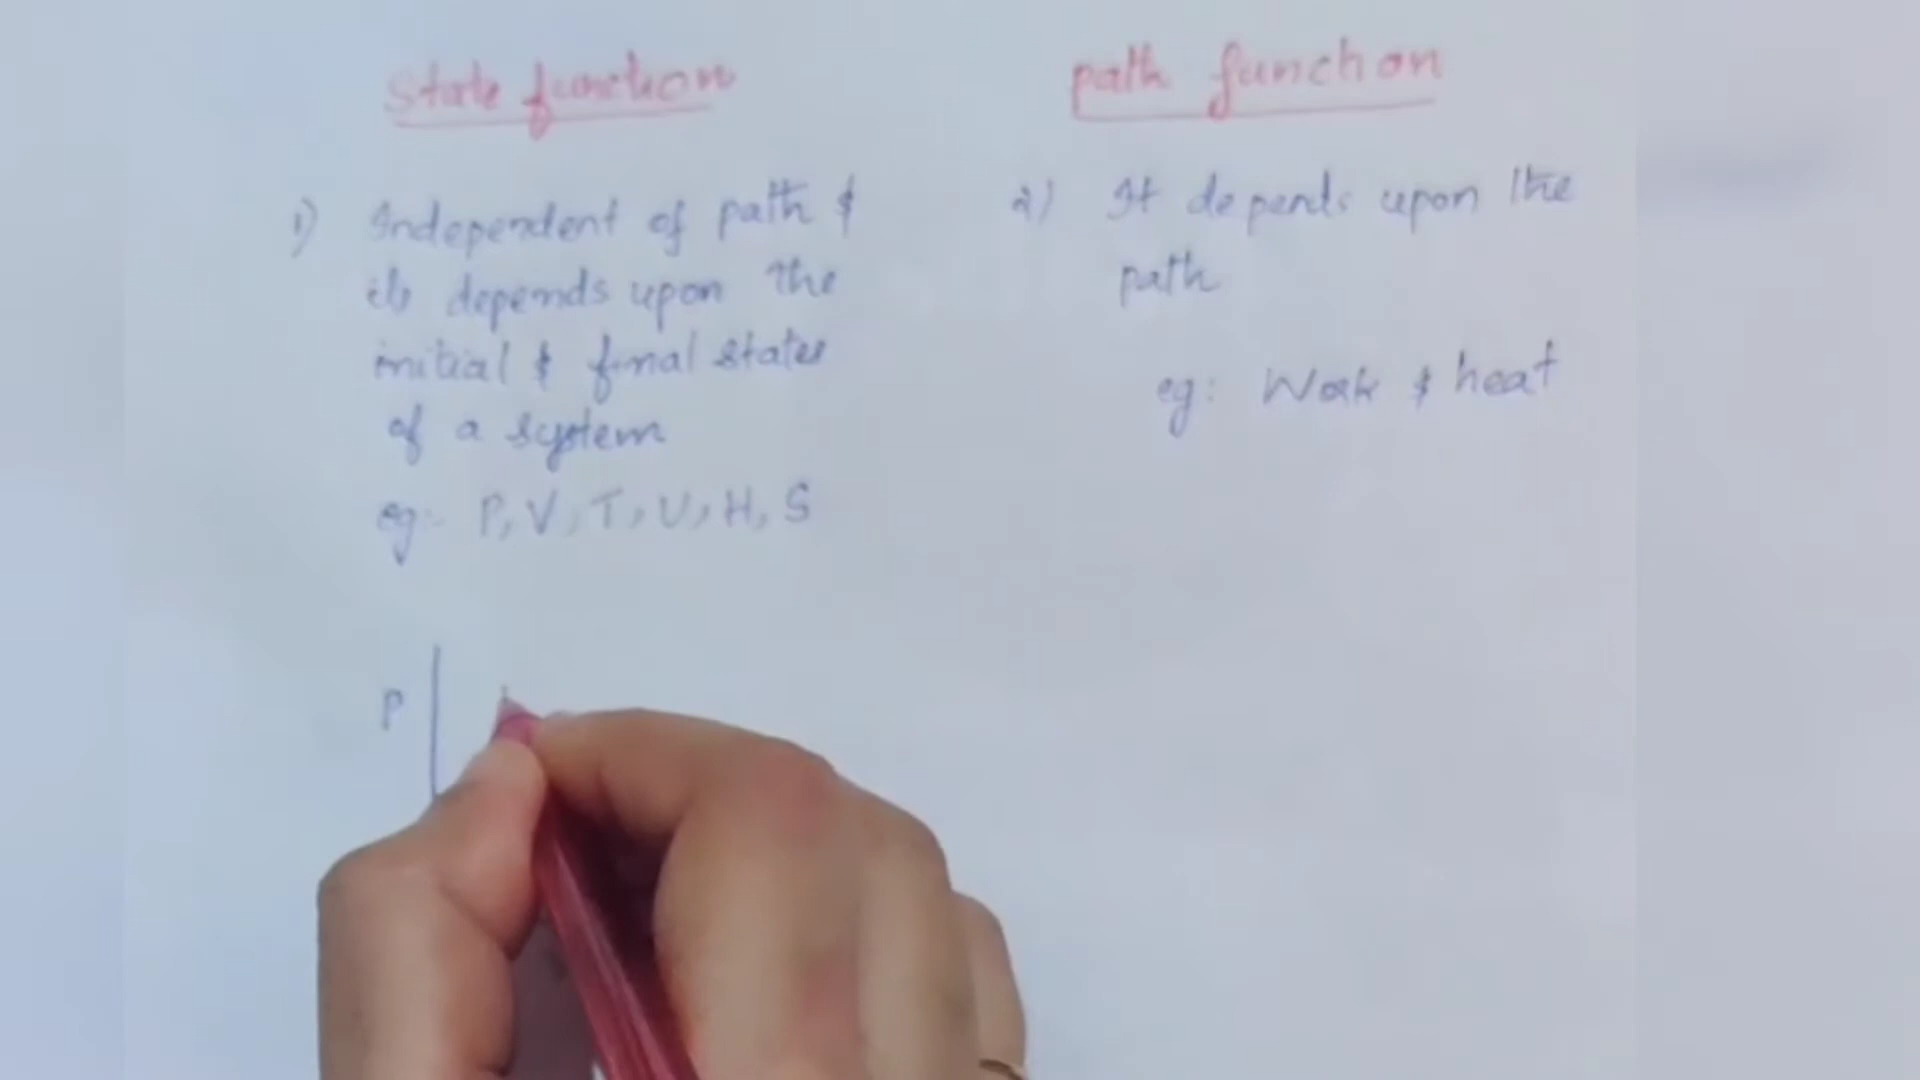 State function
1) Independent of path &
its depends upon the
initial & final states
of a system
eg:- P, V, T, U, H, S
P
path function
2) It depends upon the
path
eg: Work & heat